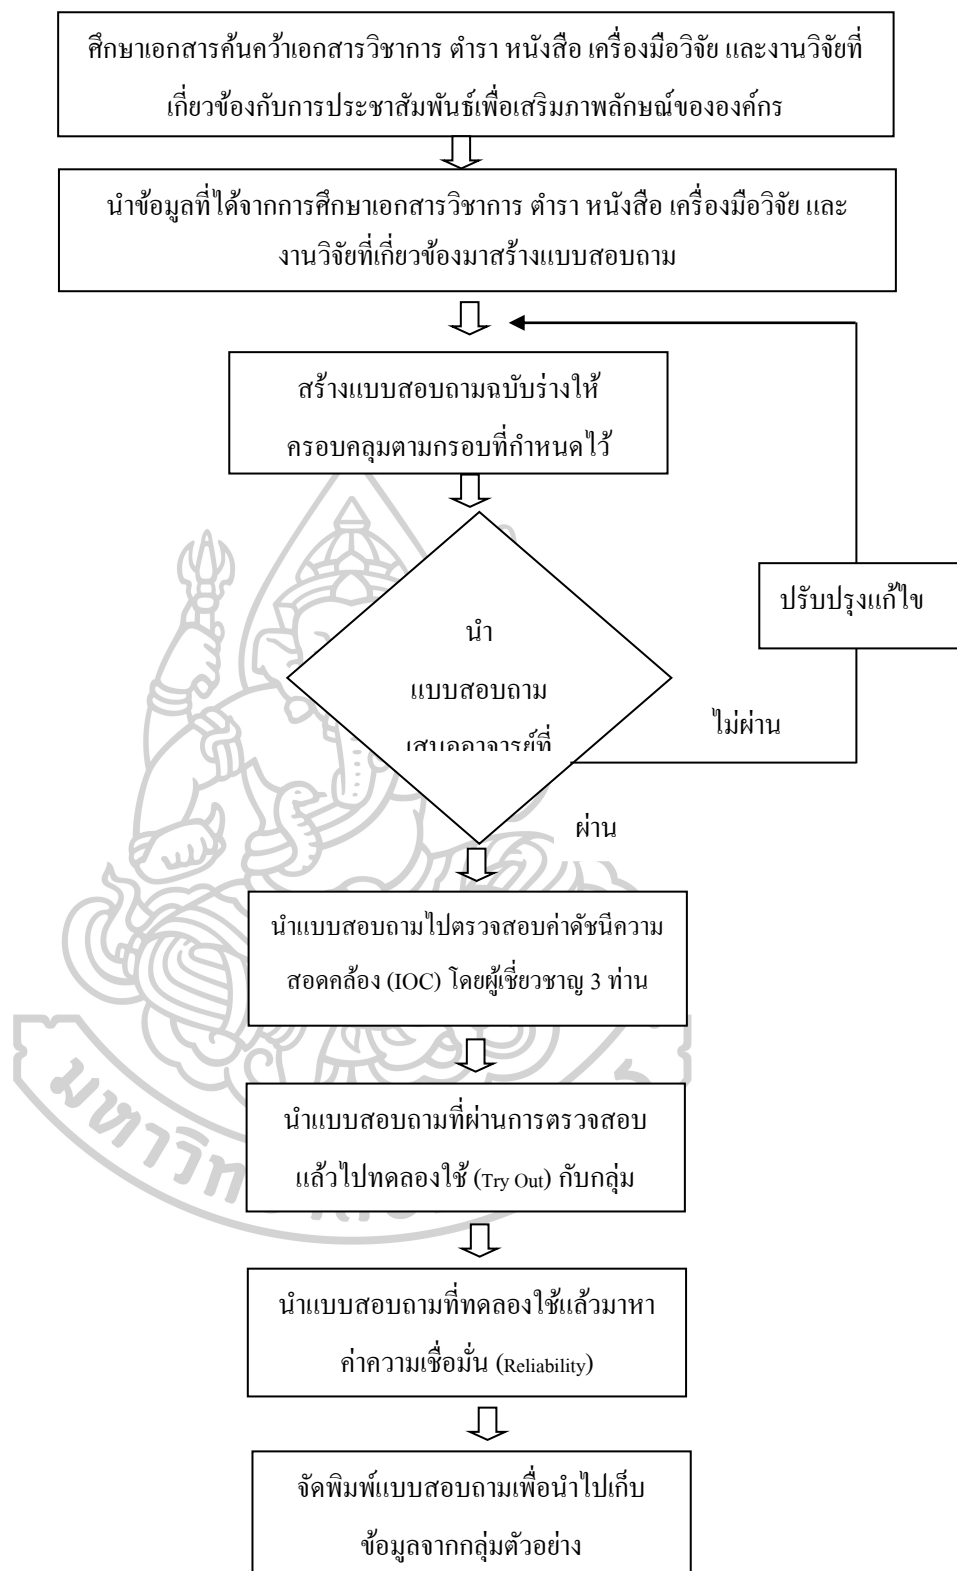 ศึกษาเอกสารค้นคว้าเอกสารวิชาการ ตำรา หนังสือ เครื่องมือวิจัย และงานวิจัยที่
เกี่ยวข้องกับการประชาสัมพันธ์เพื่อเสริมภาพลักษณ์ขององค์กร
นำข้อมูลที่ได้จากการศึกษาเอกสารวิชาการ ตำรา หนังสือ เครื่องมือวิจัย และ
งานวิจัยที่เกี่ยวข้องมาสร้างแบบสอบถาม
สร้างแบบสอบถามฉบับร่างให้
ครอบคลุมตามกรอบที่กำหนดไว้
ปรับปรุงแก้ไข
นำ
แบบสอบถาม
เสนออาจารย์ที่
ไม่ผ่าน
ผ่าน
นำแบบสอบถามไปตรวจสอบค่าดัชนีความ
สอดคล้อง (IOC) โดยผู้เชี่ยวชาญ 3 ท่าน
นำแบบสอบถามที่ผ่านการตรวจสอบ
แล้วไปทดลองใช้ (Try Out) กับกลุ่ม
นำแบบสอบถามที่ทดลองใช้แล้วมาหา
ค่าความเชื่อมั่น (Reliability)
จัดพิมพ์แบบสอบถามเพื่อนำไปเก็บ
ข้อมูลจากกลุ่มตัวอย่าง